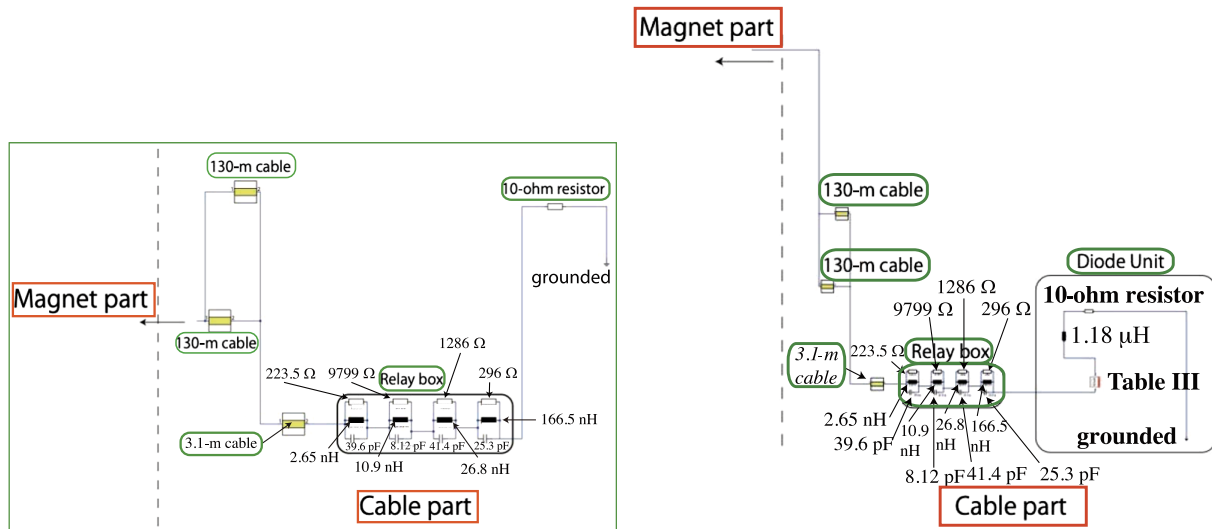 130-m cable
10-ohm resistor
grounded
Magnet part
130-m cable
1286 Ω
223.5 Ω
9799 Ω
Relay box
296 Ω
3.1-m cable
166.5 nH
39.6 pF
8.12 pF
41.4 pF
25.3 pF
2.65 nH
10.9 nH
26.8 nH
Cable part
Magnet part
130-m cable
130-m cable
Diode Unit
1286 Ω
9799 Ω
296 Ω
10-ohm resistor
1.18 μH
3.1-m
cable
223.5 Ω
Relay box
Table III
2.65 nH
39.6 pF
10.9
nH
26.8
nH
166.5
nH
grounded
8.12 pF
41.4 pF
25.3 pF
Cable part